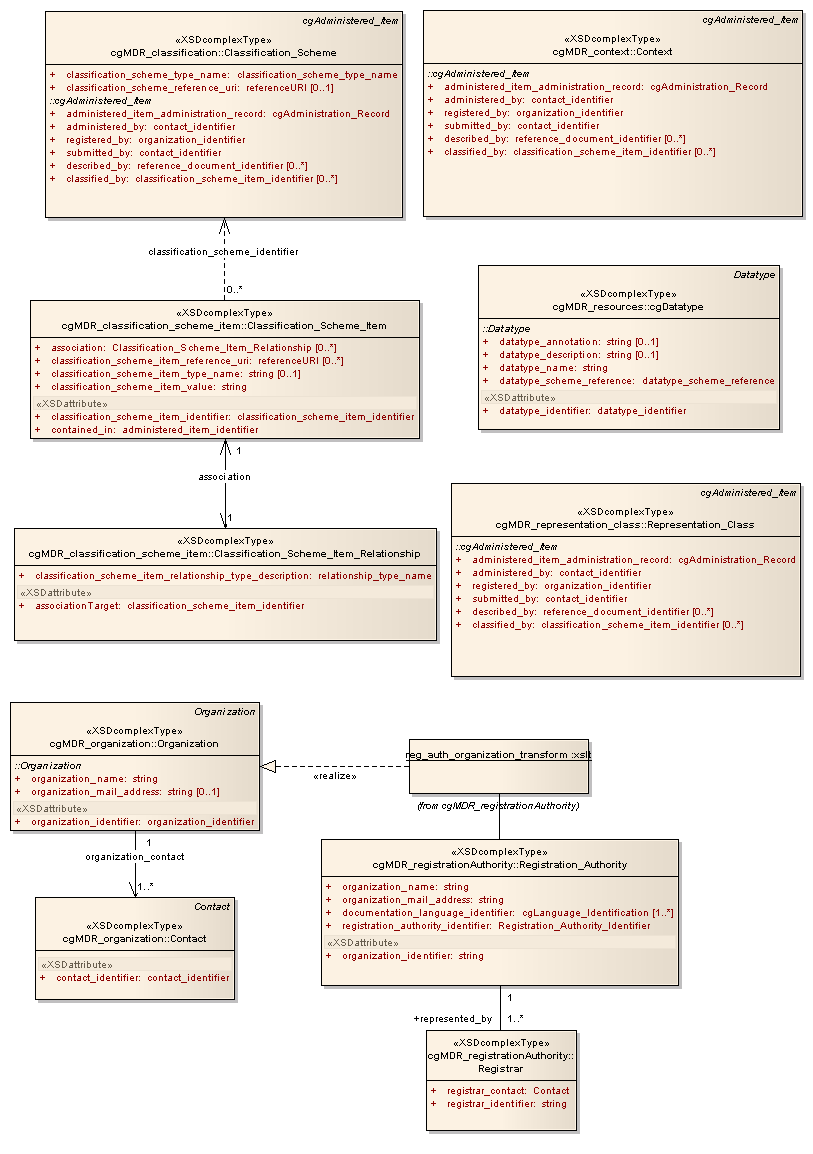 cgAdministered_Item
«XSDcomplexType»
cgMDR_classification::Classification_Scheme
+ classification_scheme_type_name: classification_scheme_type_name
+ classification_scheme_reference_uri: referenceURI [0..1]
::cgAdministered_Item
+ administered_item_administration_record: cgAdministration_Record
+ administered_by: contact_identifier
+ registered_by: organization_identifier
+ submitted_by: contact_identifier
+ described_by: reference_document_identifier [0..*]
+ classified_by: classification_scheme_item_identifier [0..*]
cgAdministered_Item
«XSDcomplexType»
cgMDR_context::Context
::cgAdministered_Item
+ administered_item_administration_record: cgAdministration_Record
+ administered_by: contact_identifier
+ registered_by: organization_identifier
+ submitted_by: contact_identifier
+ described_by: reference_document_identifier [0..*]
+ classified_by: classification_scheme_item_identifier [0..*]
classification_scheme_identifier
0..*
«XSDcomplexType»
cgMDR_classification_scheme_item::Classification_Scheme_Item
+ association: Classification_Scheme_Item_Relationship [0..*]
+ classification_scheme_item_reference_uri: referenceURI [0..*]
+ classification_scheme_item_type_name: string [0..1]
+ classification_scheme_item_value: string
«XSDattribute»
+ classification_scheme_item_identifier: classification_scheme_item_identifier
+ contained_in: administered_item_identifier
Datatype
«XSDcomplexType»
cgMDR_resources::cgDatatype
::Datatype
+ datatype_annotation: string [0..1]
+ datatype_description: string [0..1]
+ datatype_name: string
+ datatype_scheme_reference: datatype_scheme_reference
«XSDattribute»
+ datatype_identifier: datatype_identifier
1
association
1
«XSDcomplexType»
cgMDR_classification_scheme_item::Classification_Scheme_Item_Relationship
+ classification_scheme_item_relationship_type_description: relationship_type_name
«XSDattribute»
+ associationTarget: classification_scheme_item_identifier
cgAdministered_Item
«XSDcomplexType»
cgMDR_representation_class::Representation_Class
::cgAdministered_Item
+ administered_item_administration_record: cgAdministration_Record
+ administered_by: contact_identifier
+ registered_by: organization_identifier
+ submitted_by: contact_identifier
+ described_by: reference_document_identifier [0..*]
+ classified_by: classification_scheme_item_identifier [0..*]
Organization
«XSDcomplexType»
cgMDR_organization::Organization
::Organization
+ organization_name: string
+ organization_mail_address: string [0..1]
«XSDattribute»
+ organization_identifier: organization_identifier
«realize»
reg_auth_organization_transform :xslt
(from cgMDR_registrationAuthority)
1
organization_contact
1..*
Contact
«XSDcomplexType»
cgMDR_organization::Contact
«XSDattribute»
+ contact_identifier: contact_identifier
«XSDcomplexType»
cgMDR_registrationAuthority::Registration_Authority
+ organization_name: string
+ organization_mail_address: string
+ documentation_language_identifier: cgLanguage_Identification [1..*]
+ registration_authority_identifier: Registration_Authority_Identifier
«XSDattribute»
+ organization_identifier: string
1
+represented_by 1..*
«XSDcomplexType»
cgMDR_registrationAuthority::
Registrar
+ registrar_contact: Contact
+ registrar_identifier: string